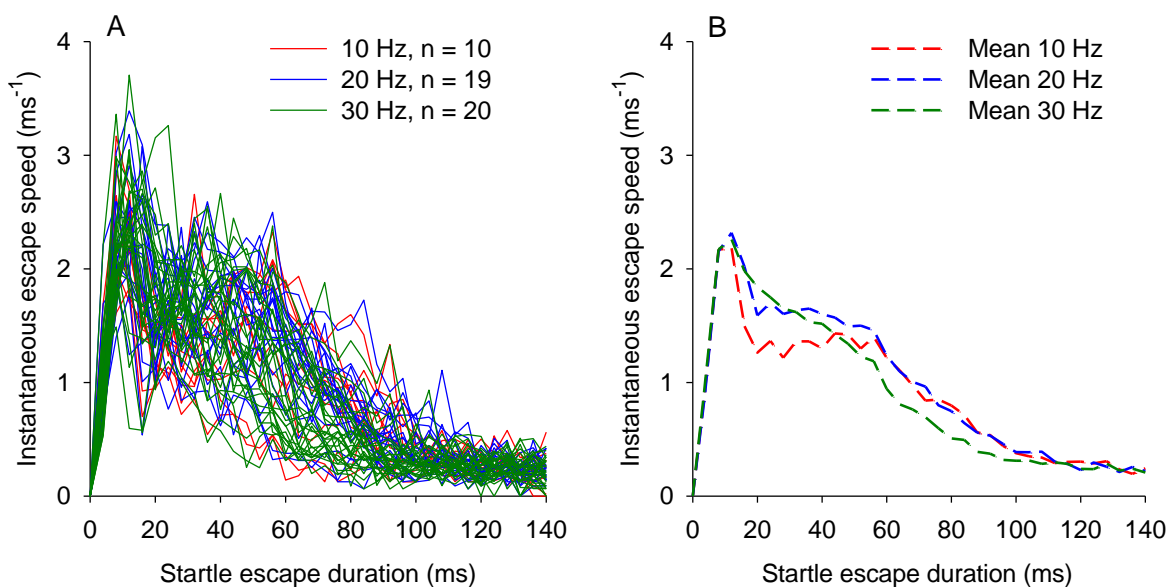 A
10 Hz, n = 10
20 Hz, n = 19
30 Hz, n = 20
Instantaneous escape speed (ms-1)
4
3
2
1
0
0 20 40 60 80 100 120 140
Startle escape duration (ms)
B
Mean 10 Hz
Mean 20 Hz
Mean 30 Hz
Instantaneous escape speed (ms-1)
4
3
2
1
0
0 20 40 60 80 100 120 140
Startle escape duration (ms)